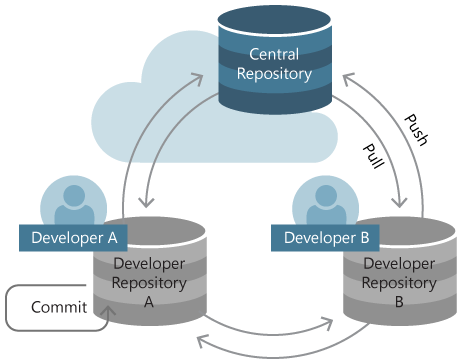 Central
Repository
Push
Pull
Developer A
Developer B
Developer
Repository
A
Developer
Repository
B
Commit